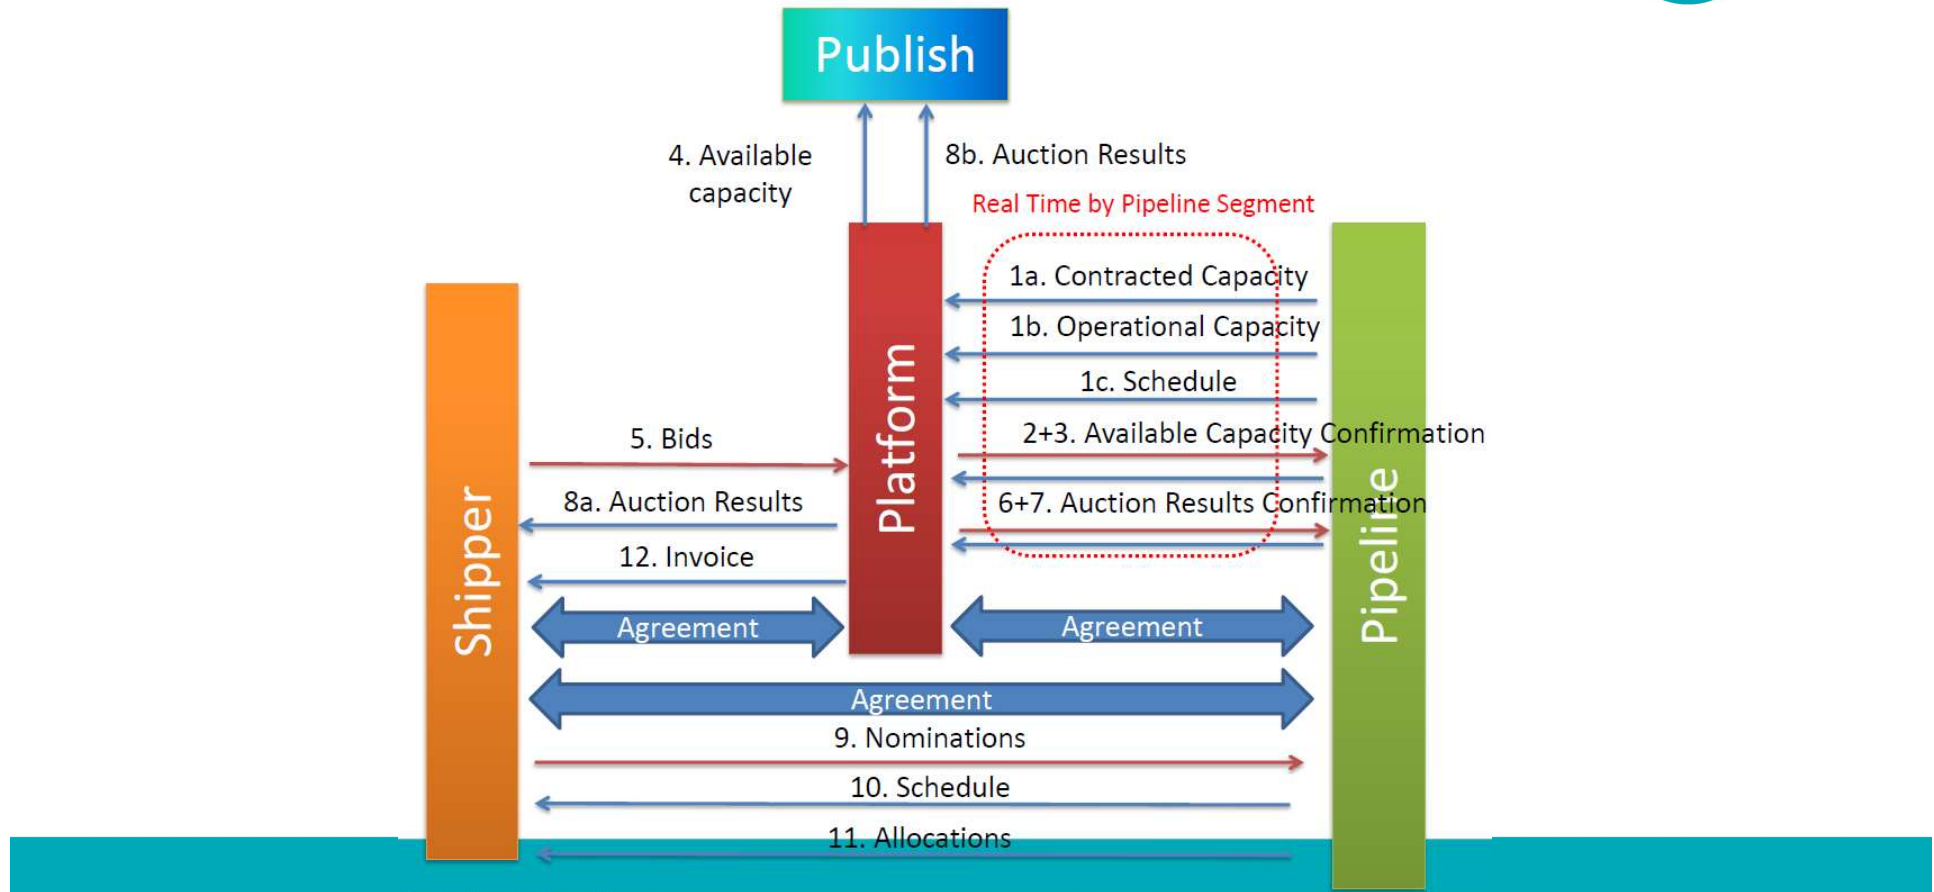 Publish
4. Available
capacity
8b. Auction Results
Real Time by Pipeline Segment
1a. Contracted Capacity
1b. Operational Capacity
1c. Schedule
2+3. Available Capacity Confirmation
6+7. Auction Results Confirmation
5. Bids
8a. Auction Results
12. Invoice
Shipper
Platform
Pipeline
Agreement
Agreement
Agreement
9. Nominations
10. Schedule
11. Allocations